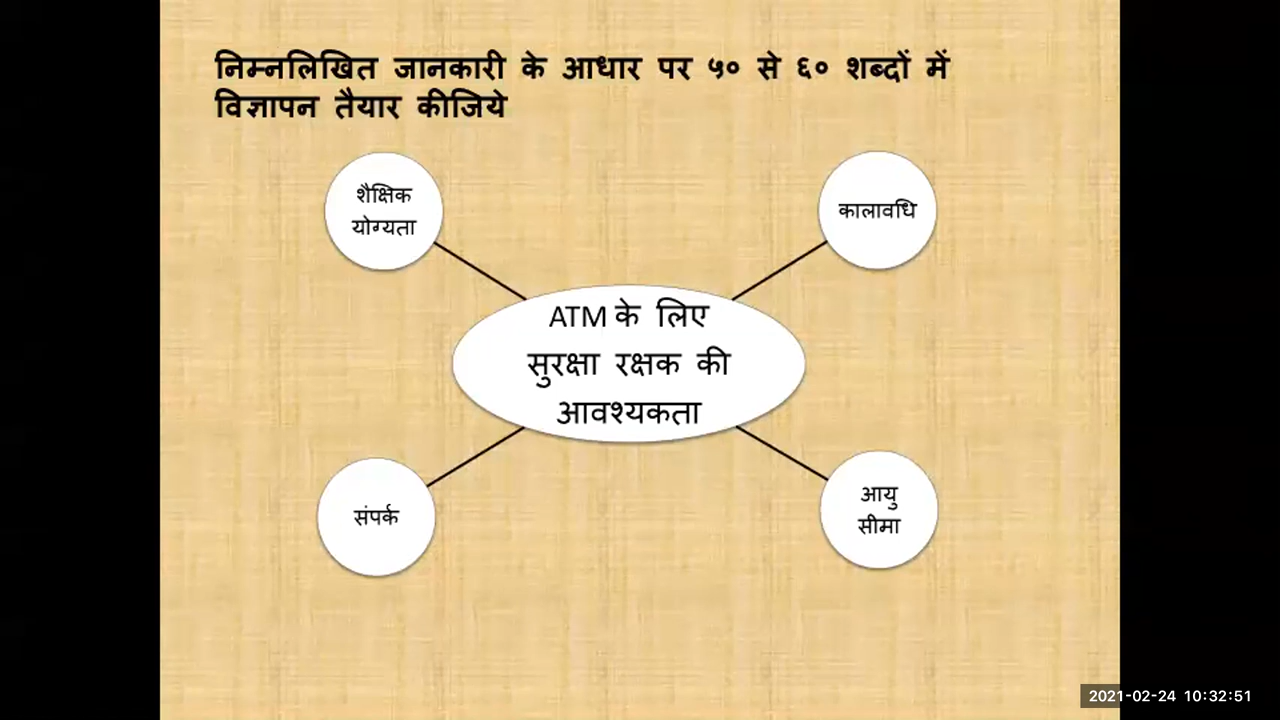 निम्नलिखित जानकारी के आधार पर ५० से ६० शब्दों में
विज्ञापन तैयार कीजिये
शैक्षिक
योग्यता
कालावधि
ATM के लिए
सुरक्षा रक्षक की
आवश्यकता
संपर्क
आयु
सीमा
2021-02-24 10:32:51